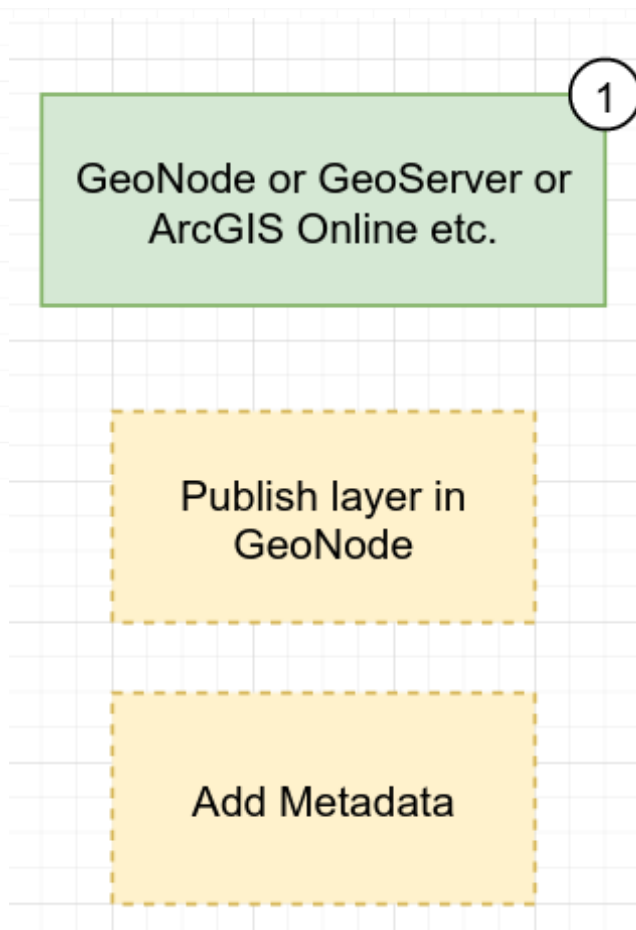 1
GeoNode or GeoServer or
ArcGIS Online etc.
Publish layer in
GeoNode
Add Metadata